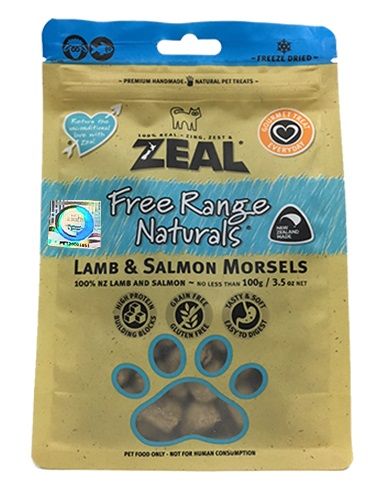 FREEZE DRIED
PREMIUM HANDMADE NATURAL PET TREATS
Return the
unconditional
love with
Zeal
100% REAL ~ ZING, ZEST &
ZEAL
GOURMET TREAT
EVERYDAY
Free Range
Naturals
NEW
ZEALAND
MADE
LAMB & SALMON MORSELS
100% NZ LAMB AND SALMON ~ NO LESS THAN 100g / 3.5 OZ NET
HIGH PROTEIN
BUILDING BLOCKS
GRAIN FREE
GLUTEN FREE
TASTY & SOFT
EASY TO DIGEST
PET FOOD ONLY - NOT FOR HUMAN CONSUMPTION